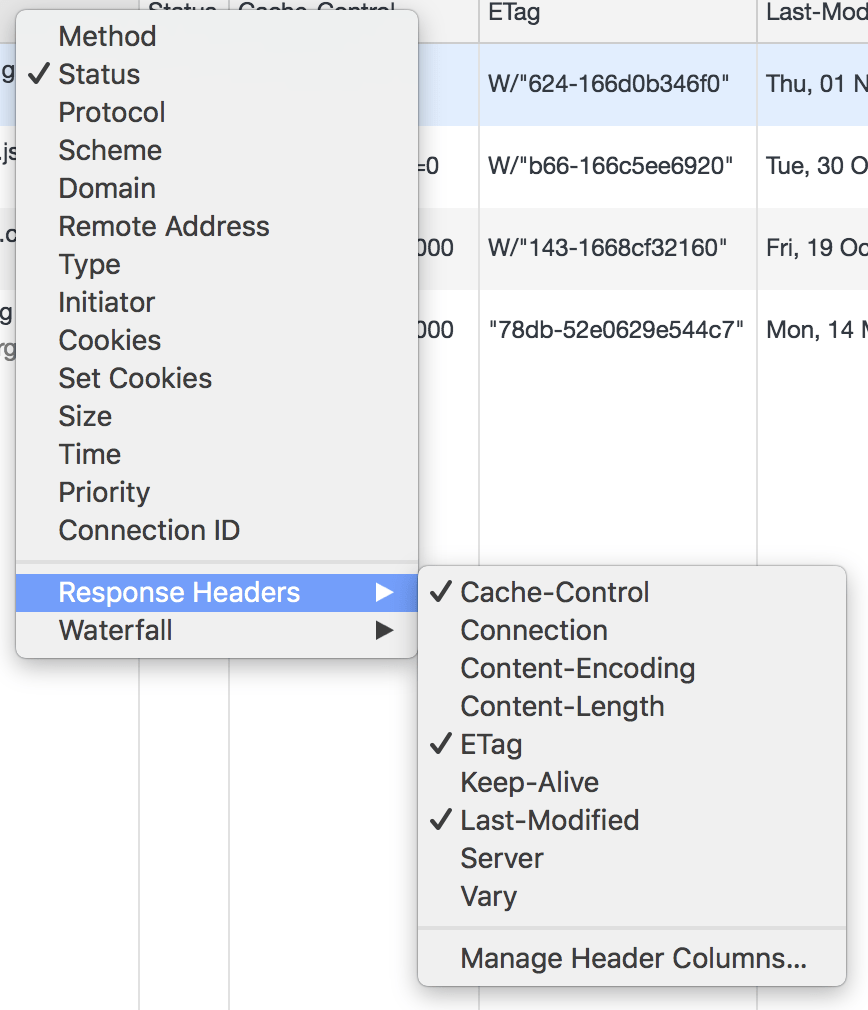 Status
Cache-Control
ETag
Last-Mod
W/"624-166d0b346f0"
Thu, 01 N
.js
=0
W/"b66-166c5ee6920"
Tue, 30 O
.c
000
W/"143-1668cf32160"
Fri, 19 Oc
g
000
"78db-52e0629e544c7"
Mon, 14 M
rg
Method
✓ Status
Protocol
Scheme
Domain
Remote Address
Type
Initiator
Cookies
Set Cookies
Size
Time
Priority
Connection ID
Response Headers
Waterfall
✓ Cache-Control
Connection
Content-Encoding
Content-Length
✓ ETag
Keep-Alive
✓ Last-Modified
Server
Vary
Manage Header Columns...